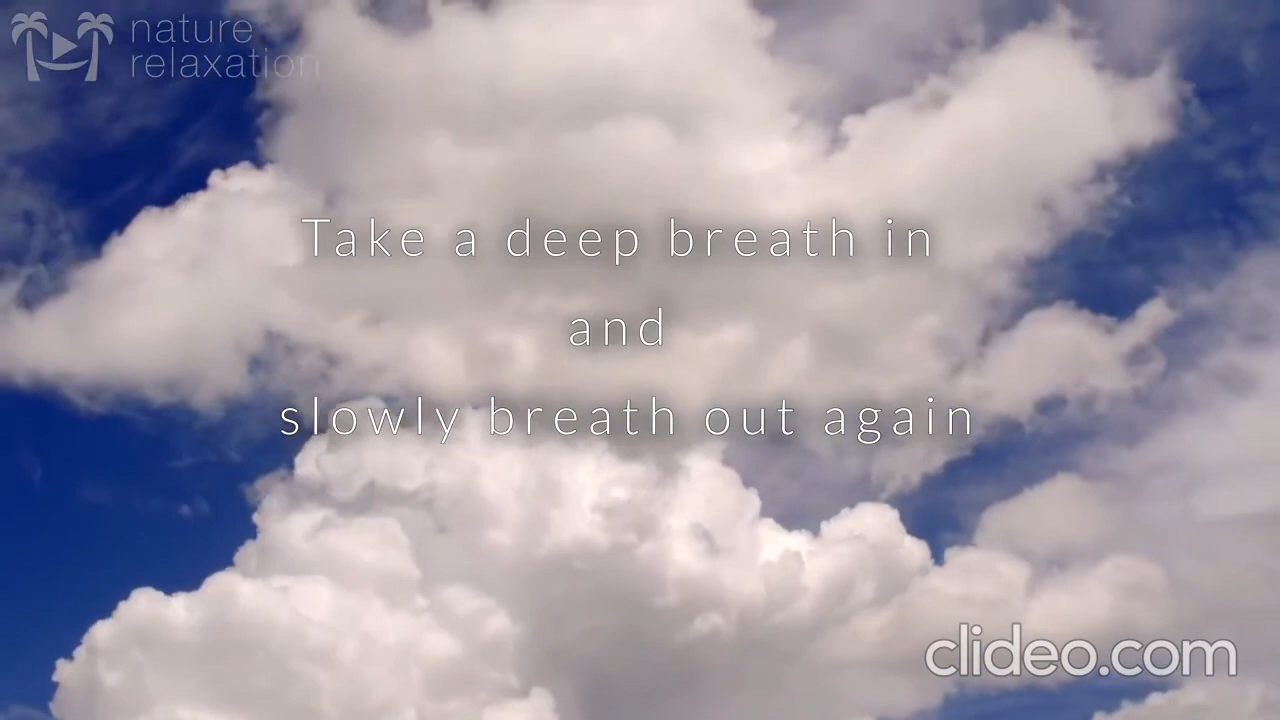 nature
relaxation
Take a deep breath in
and
slowly breath out again
clideo.com